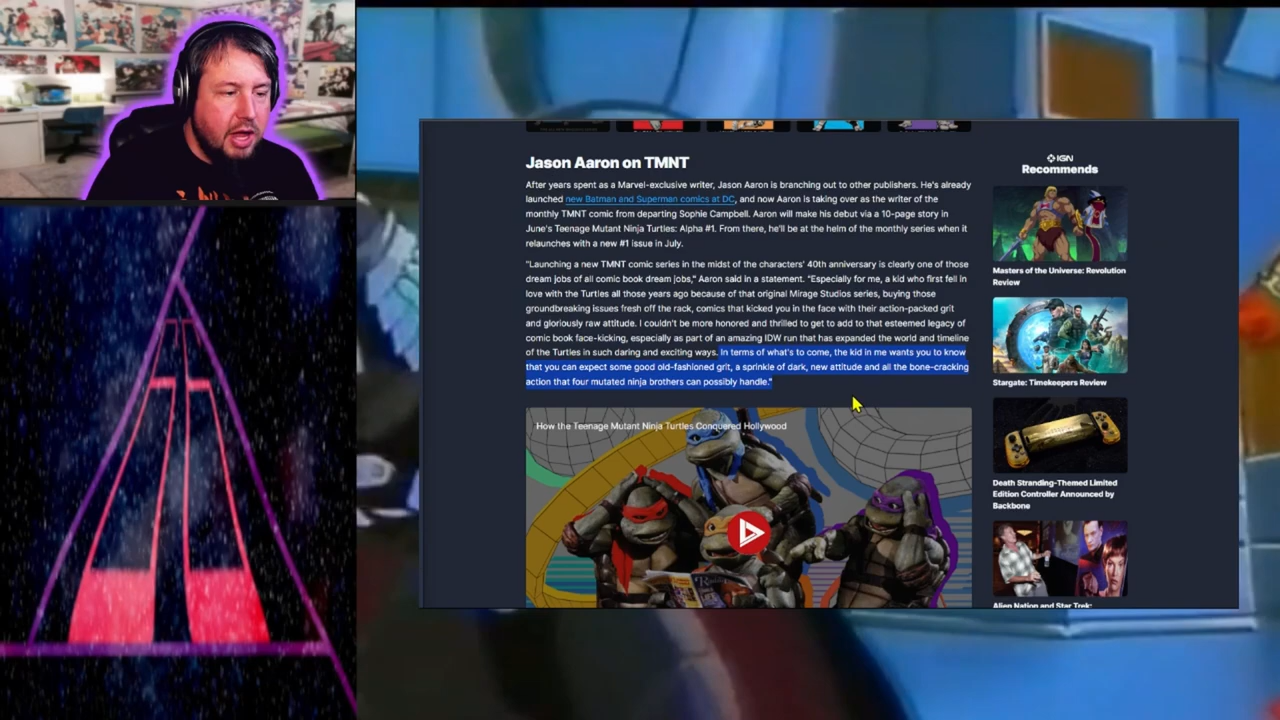 Jason Aaron on TMNT
After years spent as a Marvel-exclusive writer, Jason Aaron is branching out to other publishers. He's already
launched new Batman and Superman comics at DC, and now Aaron is taking over as the writer of the
monthly TMNT comic from departing Sophie Campbell. Aaron will make his debut via a 10-page story in
June's Teenage Mutant Ninja Turtles: Alpha #1. From there, he'll be at the helm of the monthly series when it
relaunches with a new #1 issue in July.
"Launching a new TMNT comic series in the midst of the characters' 40th anniversary is clearly one of those
dream jobs of all comic book dream jobs," Aaron said in a statement. "Especially for me, a kid who first fell in
love with the Turtles all those years ago because of that original Mirage Studios series, buying those
groundbreaking issues fresh off the rack, comics that kicked you in the face with their action-packed grit
and gloriously raw attitude. I couldn't be more honored and thrilled to get to add to that esteemed legacy of
comic book face-kicking, especially as part of an amazing IDW run that has expanded the world and timeline
of the Turtles in such daring and exciting ways. In terms of what's to come, the kid in me wants you to know
that you can expect some good old-fashioned grit, a sprinkle of dark, new attitude and all the bone-cracking
action that four mutated ninja brothers can possibly handle."
How the Teenage Mutant Ninja Turtles Conquered Hollywood
IGN
Recommends
Masters of the Universe: Revolution
Review
Stargate: Timekeepers Review
Death Stranding-Themed Limited
Edition Controller Announced by
Backbone
Alien Nation and Star Trek: